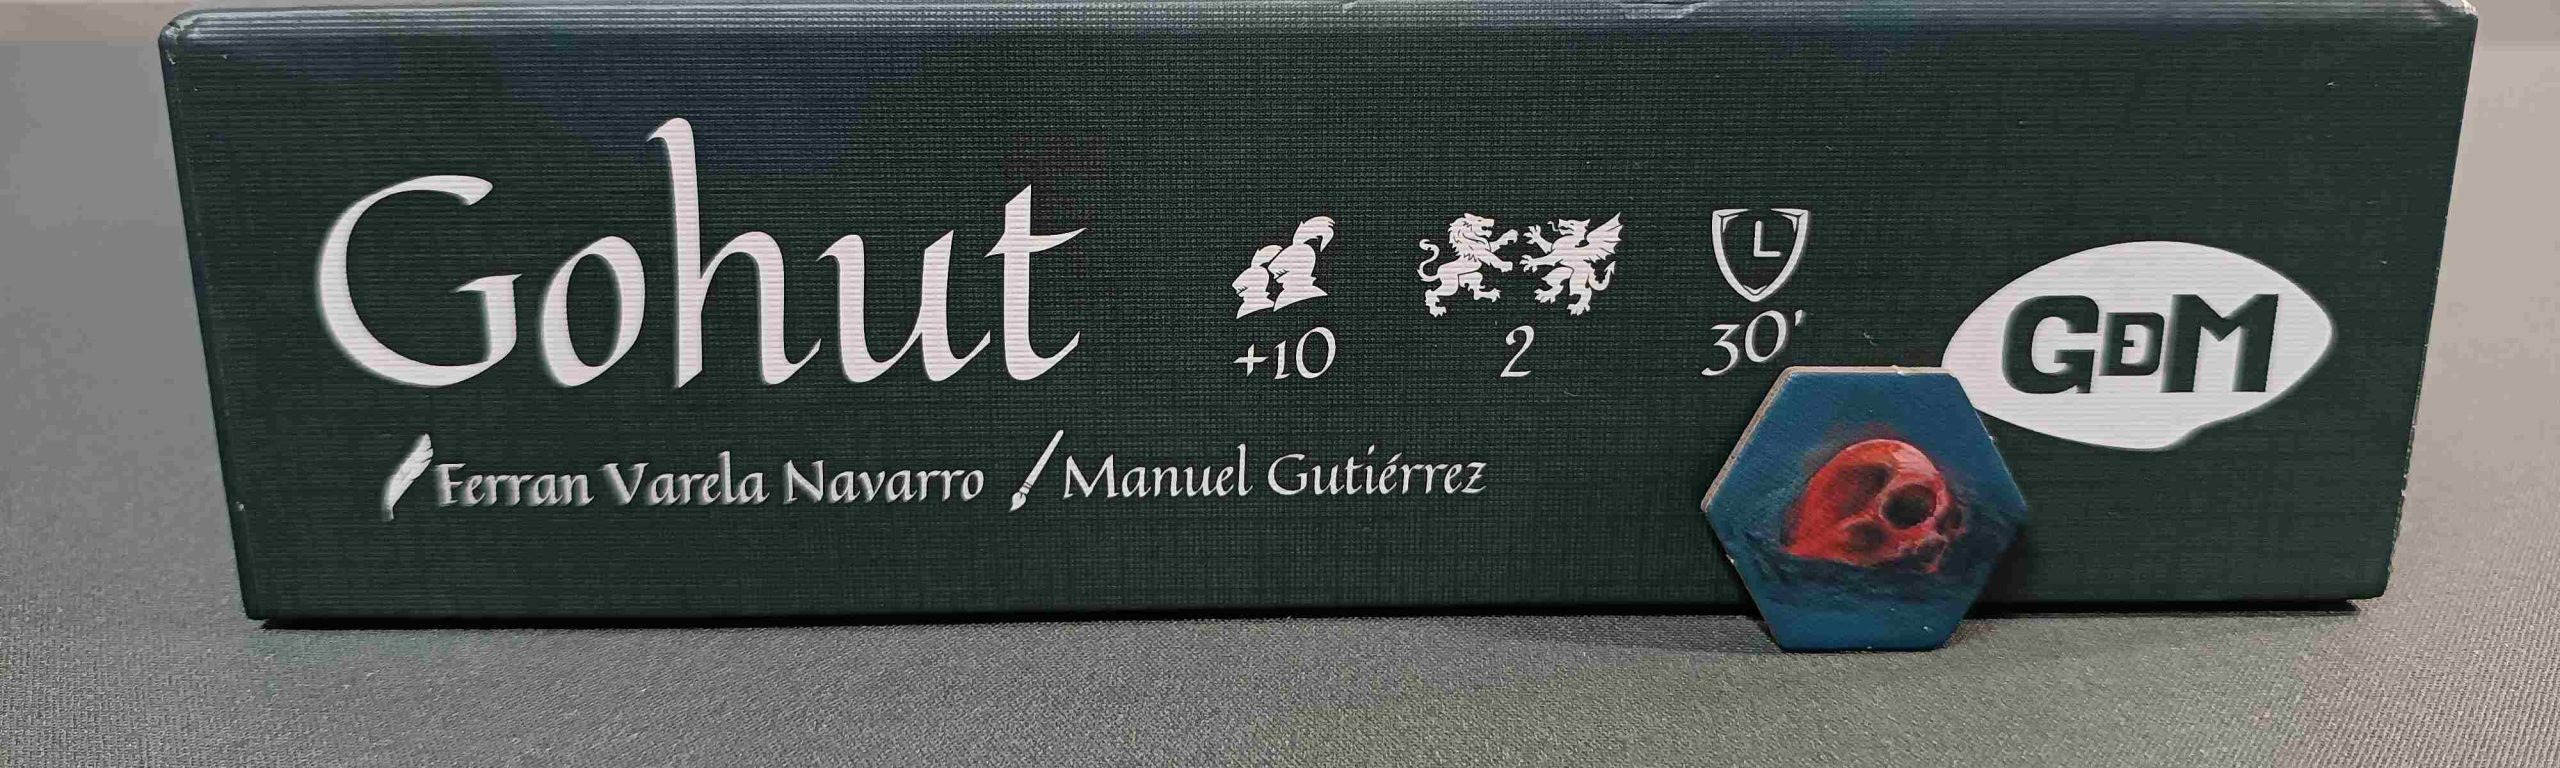 Gohut
+10
2
30'
GDM
Ferran Varela Navarro
Manuel Gutiérrez